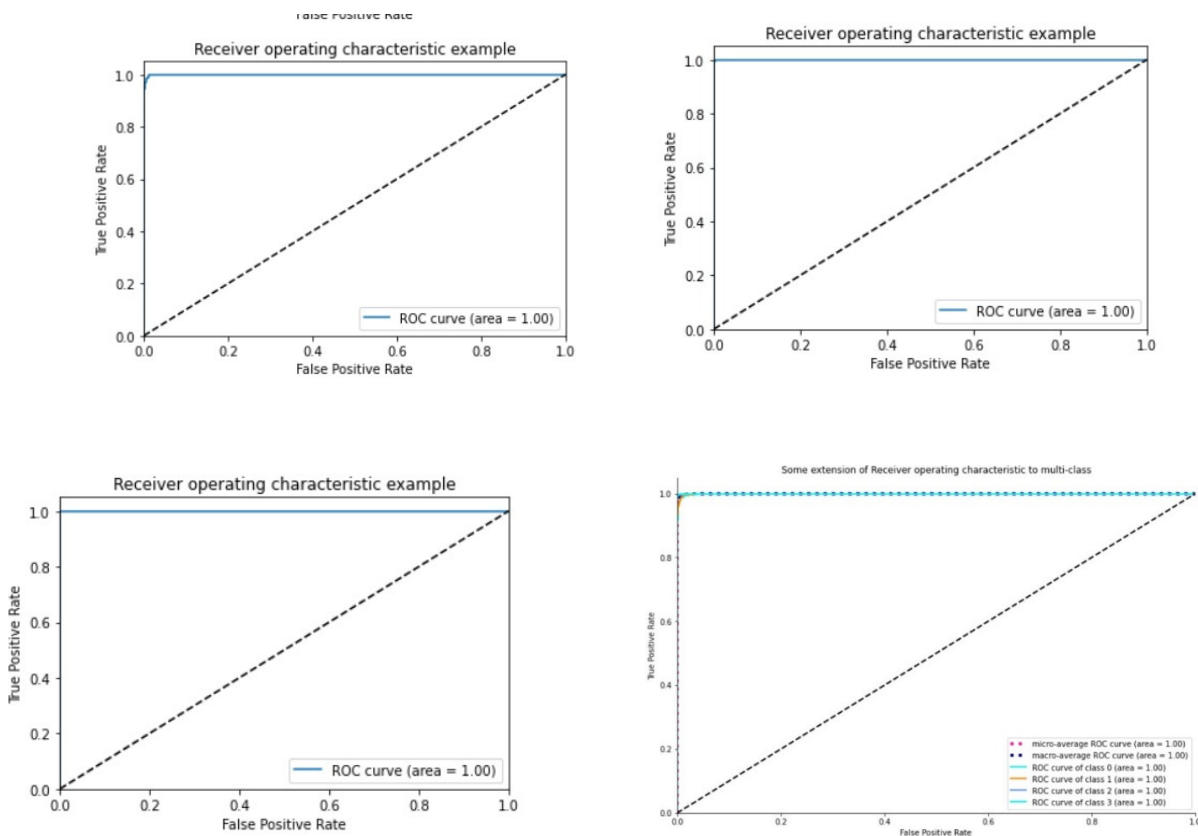 False Positive Rate
Receiver operating characteristic example
1.0
0.8
0.6
0.4
0.2
0.0
True Positive Rate
ROC curve (area = 1.00)
0.0 0.2 0.4 0.6 0.8 1.0
False Positive Rate
Receiver operating characteristic example
1.0
0.8
0.6
0.4
0.2
0.0
True Positive Rate
ROC curve (area = 1.00)
0.0 0.2 0.4 0.6 0.8 1.0
False Positive Rate
Receiver operating characteristic example
1.0
0.8
0.6
0.4
0.2
0.0
True Positive Rate
ROC curve (area = 1.00)
0.0 0.2 0.4 0.6 0.8 1.0
False Positive Rate
Some extension of Receiver operating characteristic to multi-class
1.0
0.8
0.6
0.4
0.2
0.0
True Positive Rate
micro-average ROC curve (area = 1.00)
macro-average ROC curve (area = 1.00)
ROC curve of class 0 (area = 1.00)
ROC curve of class 1 (area = 1.00)
ROC curve of class 2 (area = 1.00)
ROC curve of class 3 (area = 1.00)
0.0 0.2 0.4 0.6 0.8 1.0
False Positive Rate